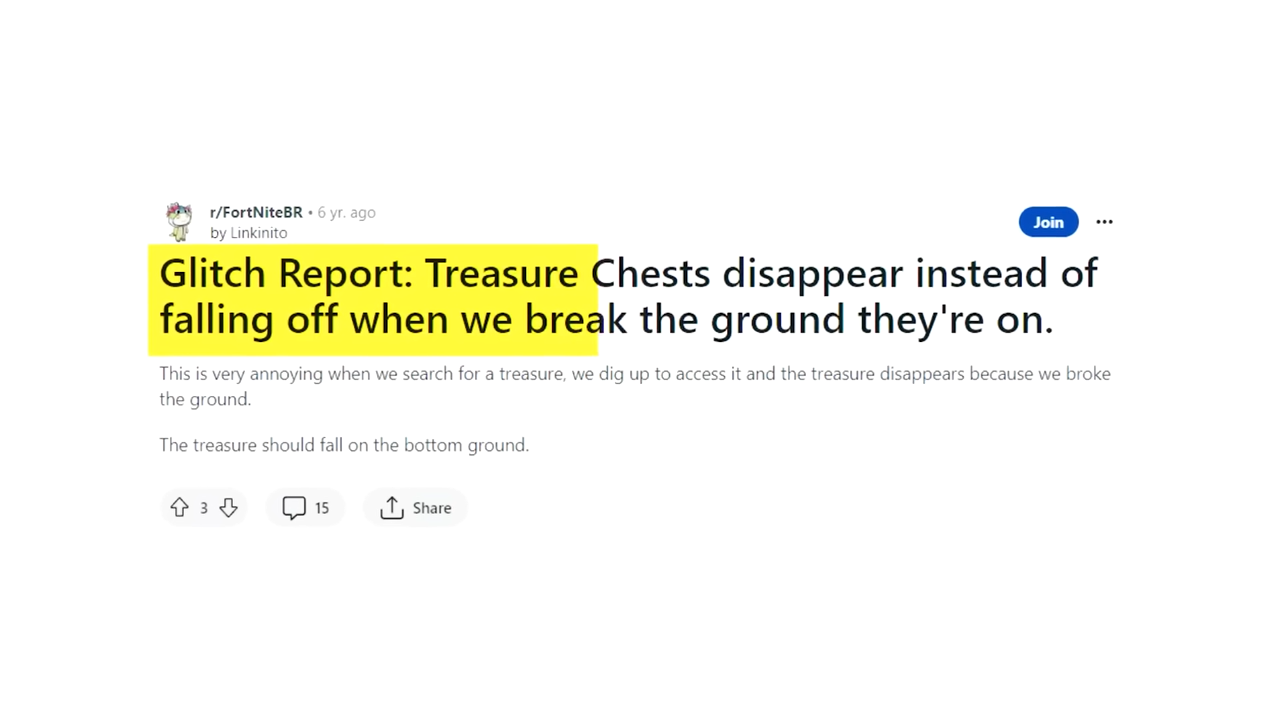 r/FortNiteBR • 6 yr. ago
by Linkinito
Join
Glitch Report: Treasure Chests disappear instead of
falling off when we break the ground they're on.
This is very annoying when we search for a treasure, we dig up to access it and the treasure disappears because we broke
the ground.
The treasure should fall on the bottom ground.
3
15
Share